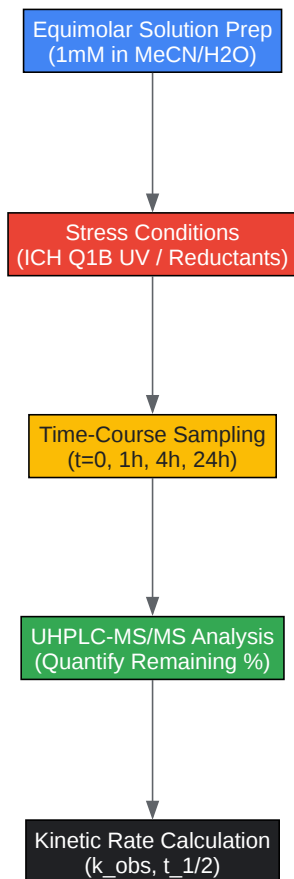 Equimolar Solution Prep
(1mM in MeCN/H2O)
Stress Conditions
(ICH Q1B UV / Reductants)
Time-Course Sampling
(t=0, 1h, 4h, 24h)
UHPLC-MS/MS Analysis
(Quantify Remaining %)
Kinetic Rate Calculation
(k_obs, t_1/2)